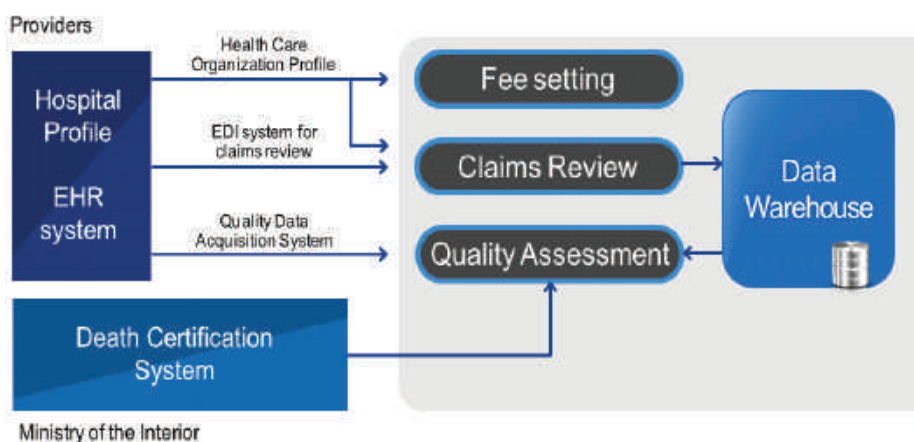 Providers
Hospital
Profile
EHR
system
Health Care
Organization Profile
EDI system for
claims review
Quality Data
Acquisition System
Fee setting
Claims Review
Quality Assessment
Data
Warehouse
Death Certification
System
Ministry of the Interior